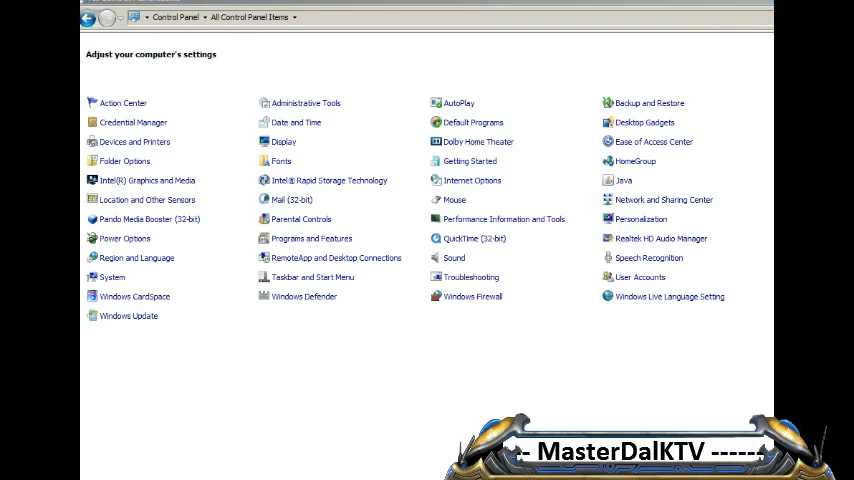 Control Panel All Control Panel Items
Adjust your computer's settings
Action Center Administrative Tools AutoPlay Backup and Restore
Credential Manager Date and Time Default Programs Desktop Gadgets
Devices and Printers Display Dolby Home Theater Ease of Access Center
Folder Options Fonts Getting Started HomeGroup
Intel(R) Graphics and Media Intel® Rapid Storage Technology Internet Options Java
Location and Other Sensors Mail (32-bit) Mouse Network and Sharing Center
Pando Media Booster (32-bit) Parental Controls Performance Information and Tools Personalization
Power Options Programs and Features QuickTime (32-bit) Realtek HD Audio Manager
Region and Language RemoteApp and Desktop Connections Sound Speech Recognition
System Taskbar and Start Menu Troubleshooting User Accounts
Windows CardSpace Windows Defender Windows Firewall Windows Live Language Setting
Windows Update
-- MasterDalKTV ------